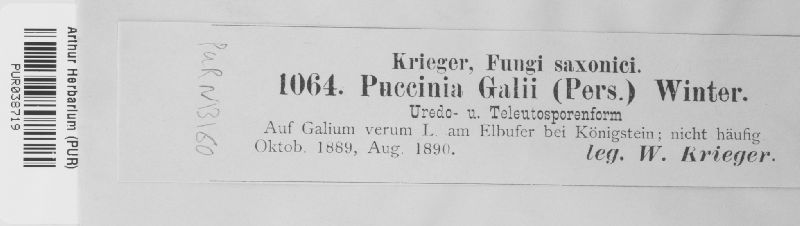 Krieger, Fungi saxonici.
1064. Puccinia Galii (Pers.) Winter.
Uredo- u. Teleutosporenform
Auf Galium verum L. am Elbufer bei Königstein; nicht häufig.
Oktob. 1889, Aug. 1890.
leg. W. Krieger.
Arthur Herbarium (PUR)
PUR038719
PUR N13160